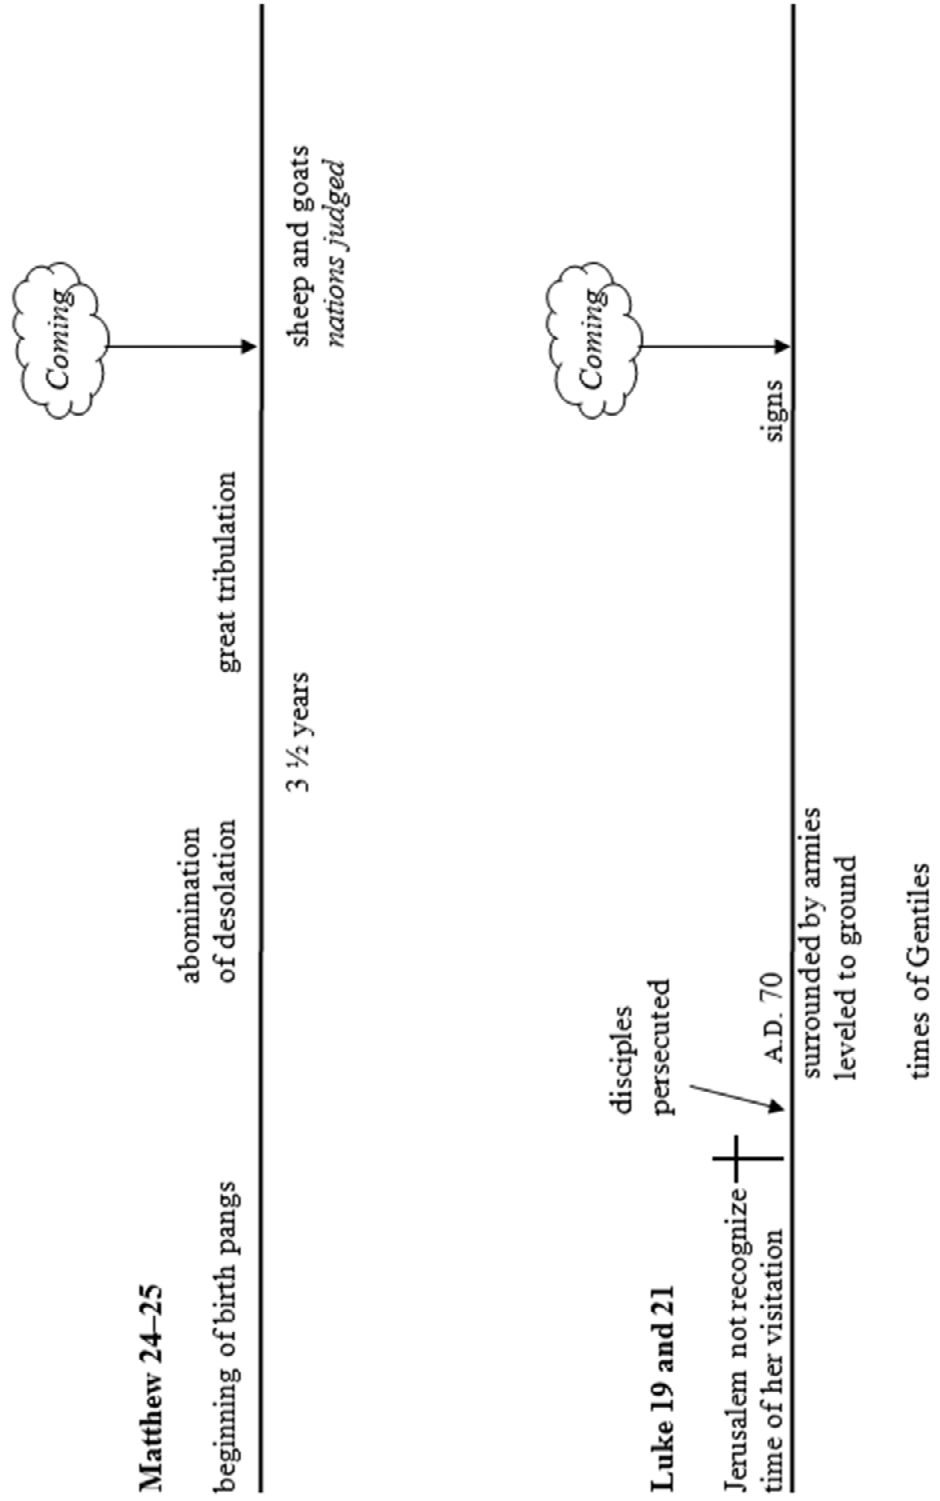 Matthew 24–25
beginning of birth pangs
abomination
of desolation
great tribulation
Coming
3 ½ years
sheep and goats
nations judged
Luke 19 and 21
Jerusalem not recognize
time of her visitation
disciples
persecuted
A.D. 70
signs
Coming
surrounded by armies
leveled to ground
times of Gentiles